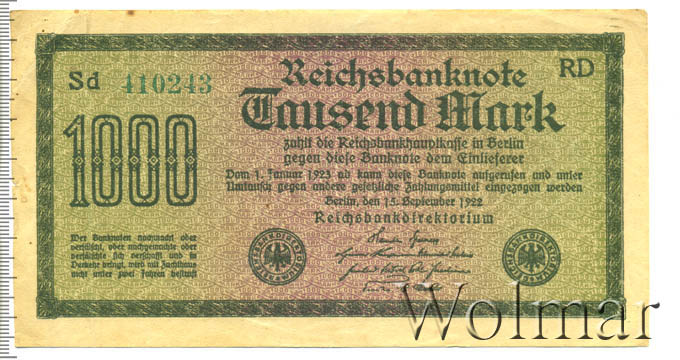 Sd 410243
Reichsbanknote
RD
Tausend Mark
1000
zahlt die Reichsbankhauptkasse in Berlin
gegen diese Banknote dem Einlieferer
Vom 1. Januar 1923 ab kann diese Banknote aufgerufen und unter
Umtausch gegen andere gesetzliche Zahlungsmittel eingezogen werden
Berlin, den 15. September 1922
Reichsbankdirektorium
Wer Banknoten nachmacht oder
verfälscht, oder nachgemachte oder
verfälschte sich verschafft und in
Verkehr bringt, wird mit Zuchthaus
nicht unter zwei Jahren bestraft
Wolmar